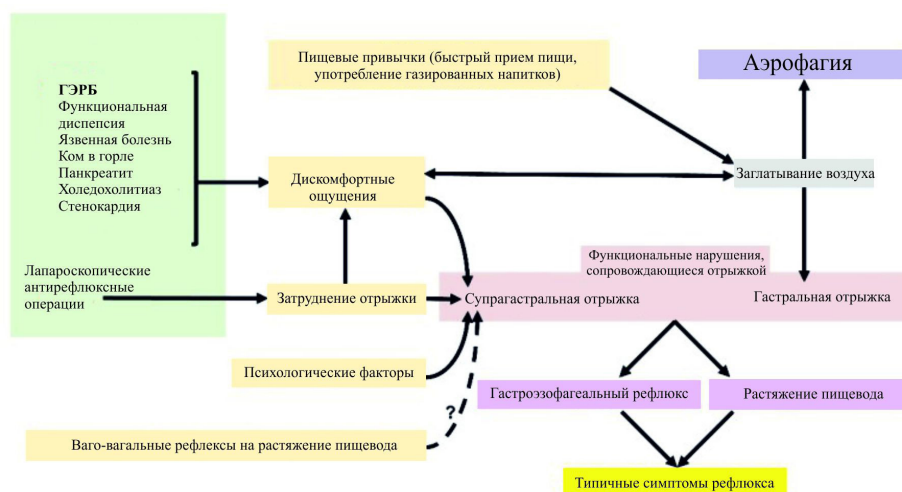 Пищевые привычки (быстрый прием пищи,
употребление газированных напитков)
Аэрофагия
ГЭРБ
Функциональная
диспепсия
Язвенная болезнь
Ком в горле
Панкреатит
Холедохолитиаз
Стенокардия
Дискомфортные
ощущения
Заглатывание воздуха
Функциональные нарушения,
сопровождающиеся отрыжкой
Лапароскопические
антирефлюксные
операции
Затруднение отрыжки
Супрагастральная отрыжка
Гастральная отрыжка
Психологические факторы
Гастроэзофагеальный рефлюкс
Растяжение пищевода
?
Ваго-вагальные рефлексы на растяжение пищевода
Типичные симптомы рефлюкса